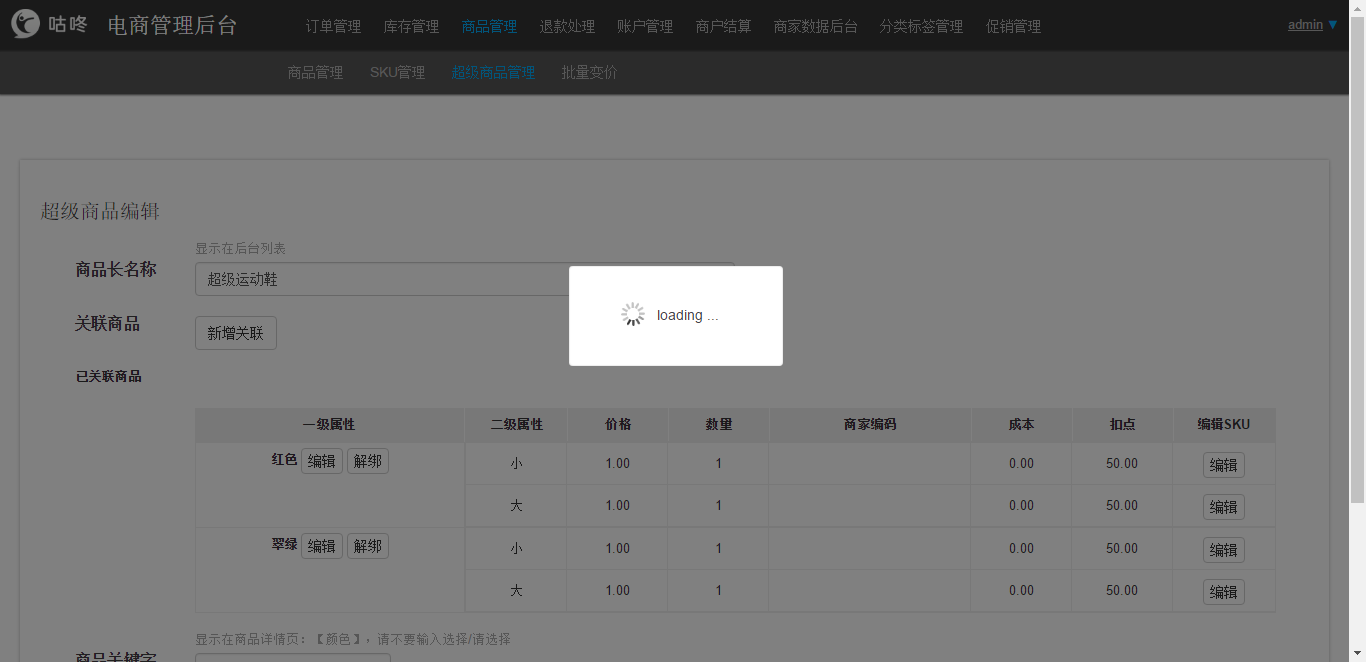 咕咚 电商管理后台 订单管理 库存管理 商品管理 退款处理 账户管理 商户结算 商家数据后台 分类标签管理 促销管理 admin
商品管理 SKU管理 超级商品管理 批量变价
超级商品编辑
显示在后台列表
商品长名称 超级运动鞋
loading ...
关联商品 新增关联
已关联商品
一级属性 二级属性 价格 数量 商家编码 成本 扣点 编辑SKU
红色 编辑 解绑 小 1.00 1 0.00 50.00 编辑
大 1.00 1 0.00 50.00 编辑
翠绿 编辑 解绑 小 1.00 1 0.00 50.00 编辑
大 1.00 1 0.00 50.00 编辑
显示在商品详情页：【颜色】，请不要输入选择/请选择
商品关键字